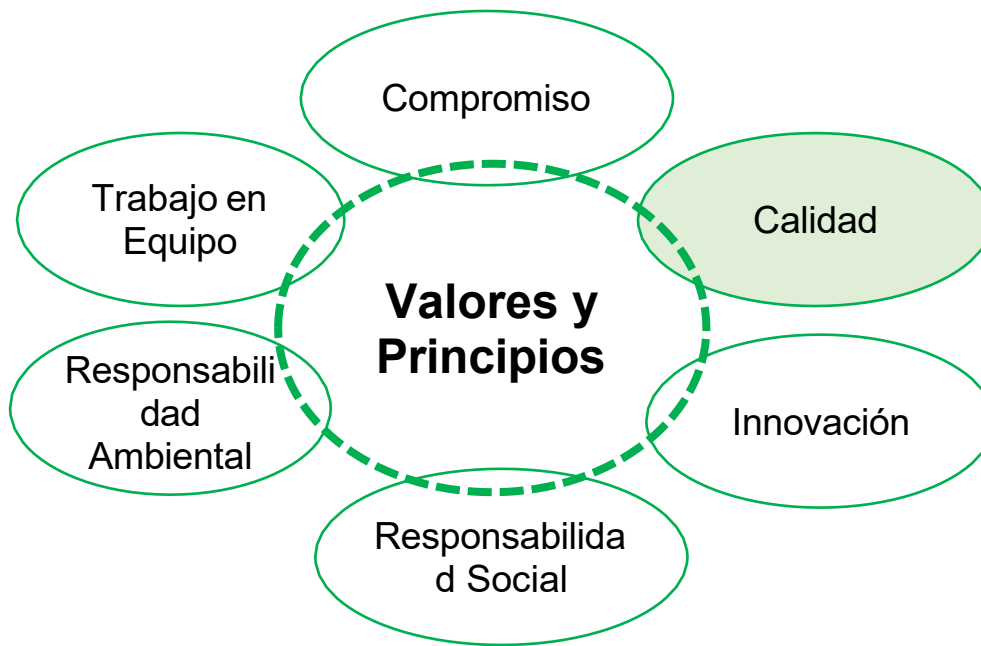 Compromiso
Trabajo en
Equipo
Calidad
Valores y
Principios
Responsabili
dad
Ambiental
Innovación
Responsabilida
d Social